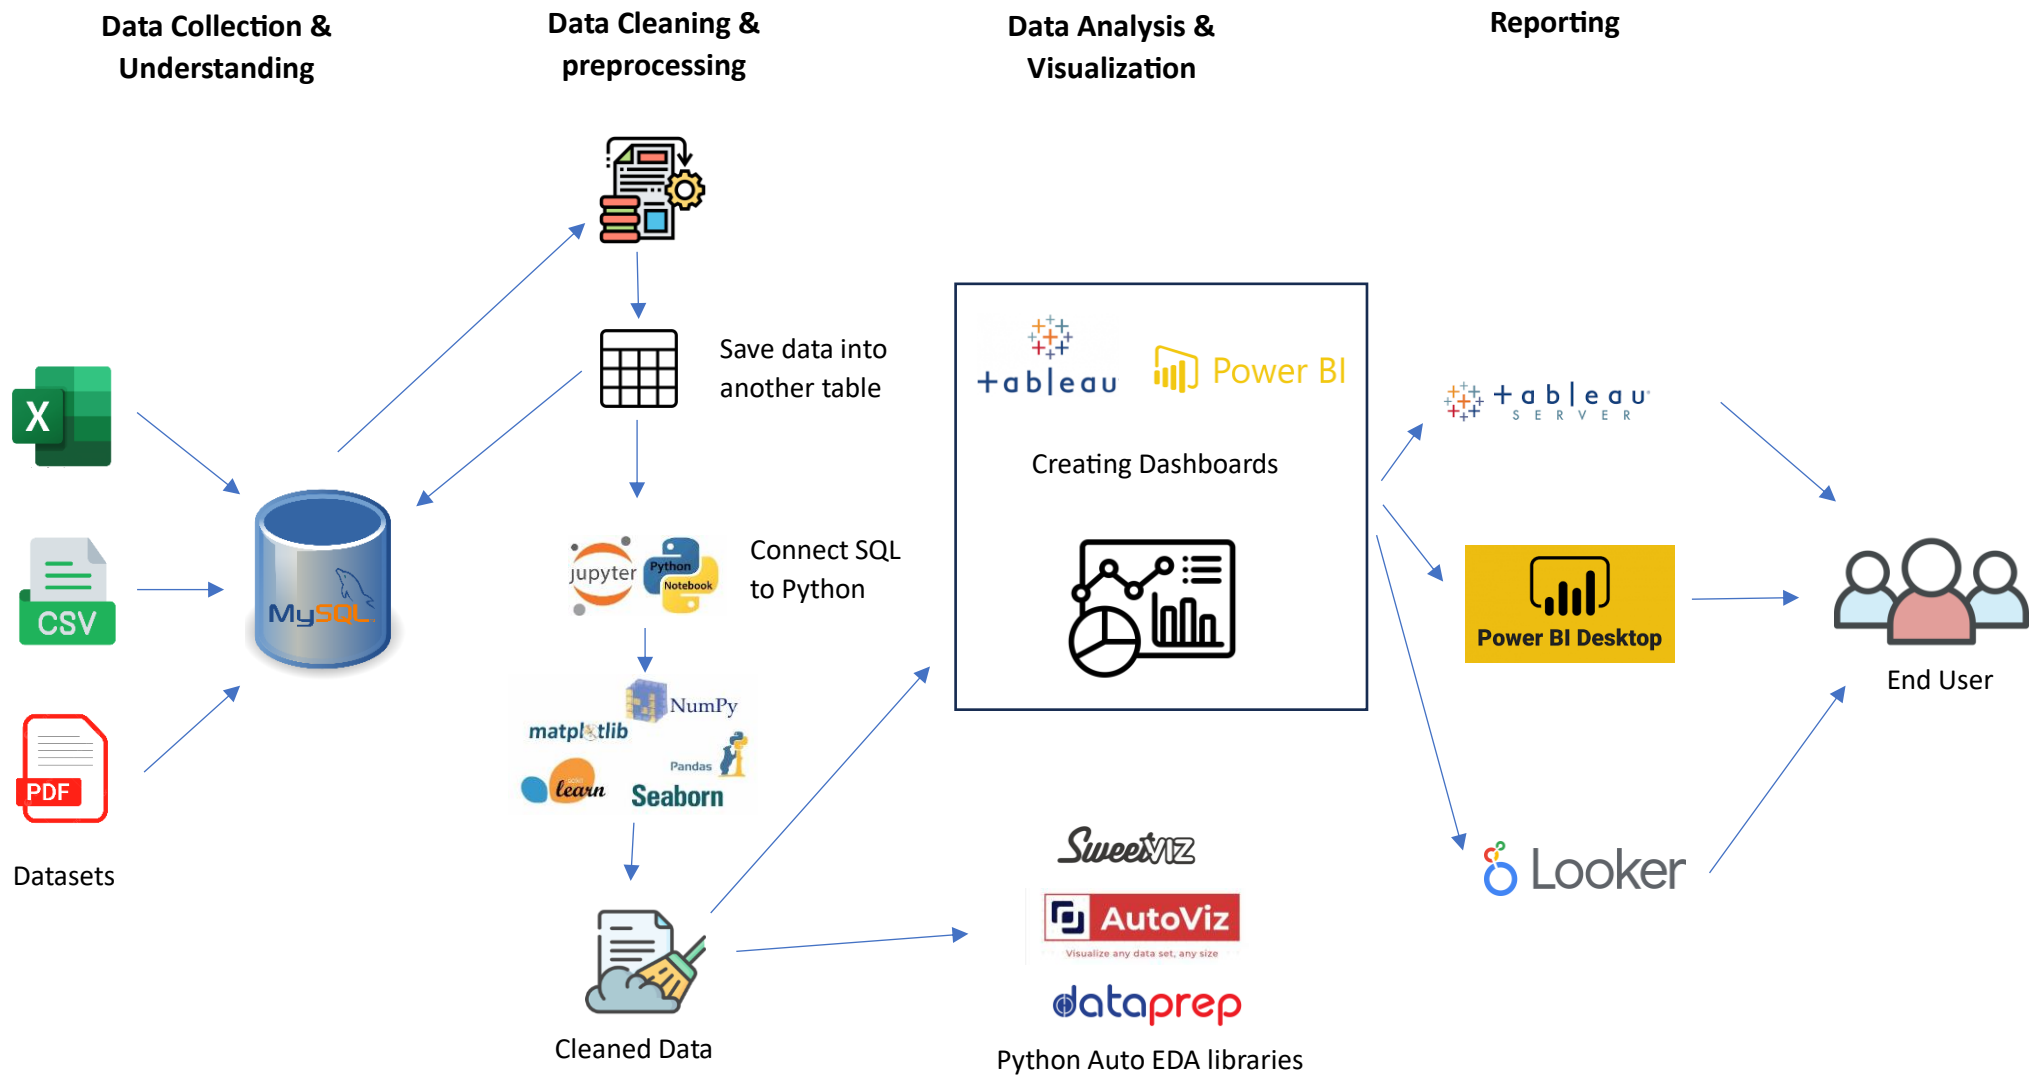 Data Collection &
Understanding
Data Cleaning &
preprocessing
Data Analysis &
Visualization
Reporting
X
CSV
PDF
Datasets
MySQL
Save data into
another table
jupyter
Python
Notebook
Connect SQL
to Python
NumPy
matplotlib
Pandas
learn
Seaborn
Cleaned Data
+ableau
Power BI
Creating Dashboards
SweetVIZ
AutoViz
Visualize any data set, any size
dataprep
Python Auto EDA libraries
+ableau
SERVER
Power BI Desktop
Looker
End User